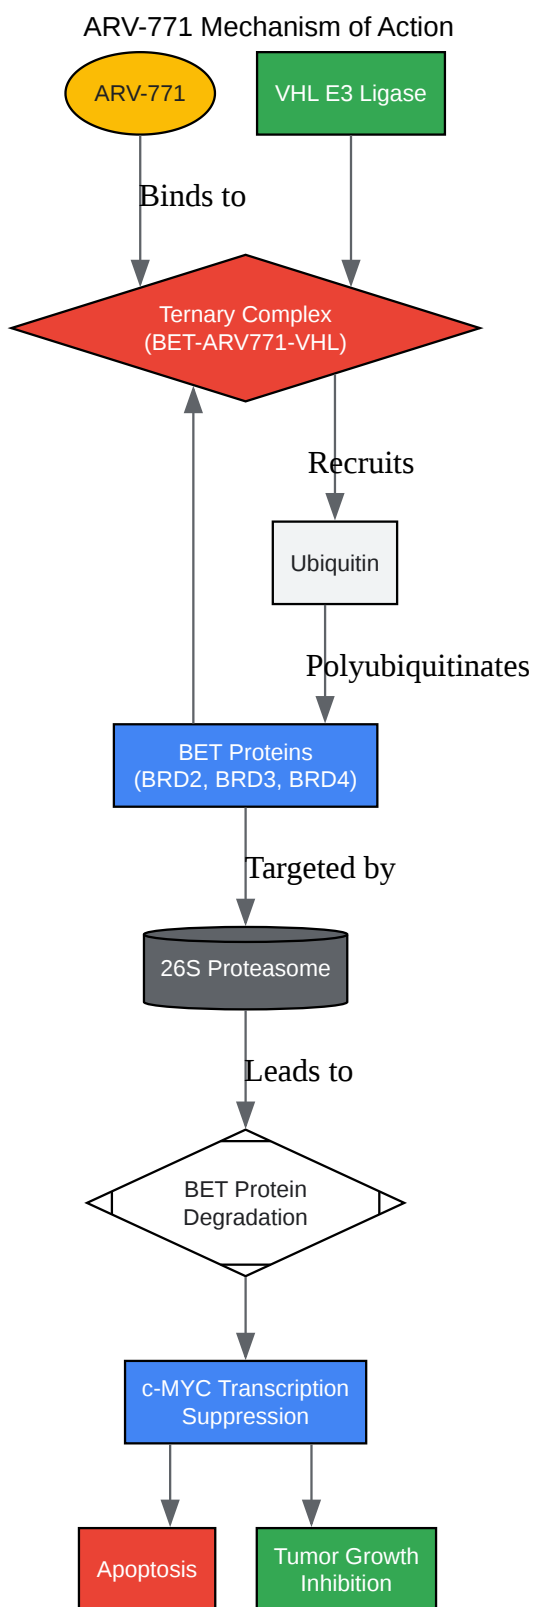 ARV-771 Mechanism of Action
ARV-771
VHL E3 Ligase
Binds to
Ternary Complex
(BET-ARV771-VHL)
Recruits
Ubiquitin
Polyubiquitinates
BET Proteins
(BRD2, BRD3, BRD4)
Targeted by
26S Proteasome
Leads to
BET Protein
Degradation
c-MYC Transcription
Suppression
Apoptosis
Tumor Growth
Inhibition